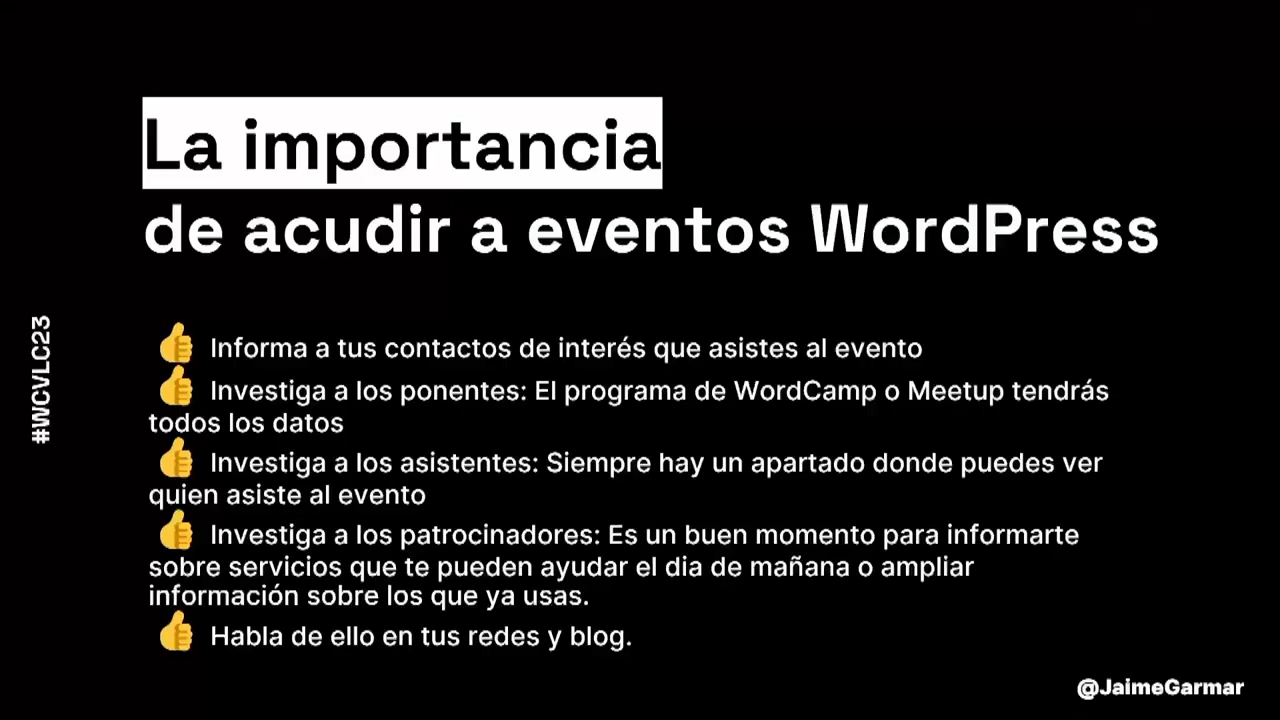 La importancia
de acudir a eventos WordPress
#WCVLC23
👍 Informa a tus contactos de interés que asistes al evento
👍 Investiga a los ponentes: El programa de WordCamp o Meetup tendrás
todos los datos
👍 Investiga a los asistentes: Siempre hay un apartado donde puedes ver
quien asiste al evento
👍 Investiga a los patrocinadores: Es un buen momento para informarte
sobre servicios que te pueden ayudar el dia de mañana o ampliar
información sobre los que ya usas.
👍 Habla de ello en tus redes y blog.
@JaimeGarmar